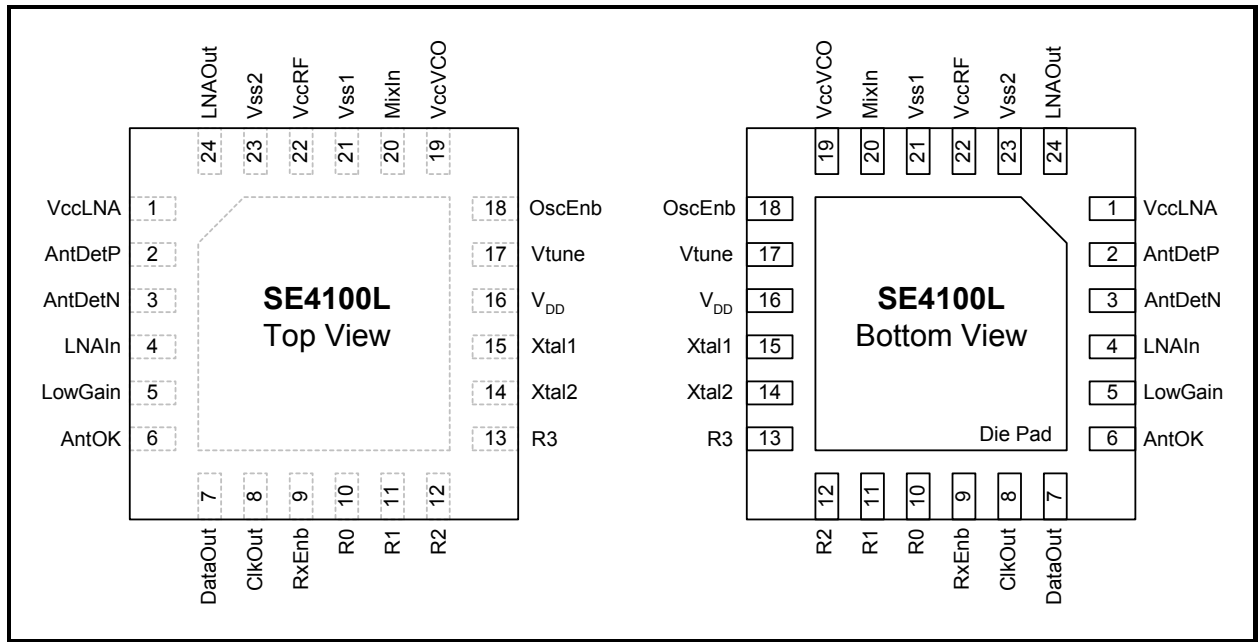 LNAOut
Vss2
VccRF
Vss1
MixIn
VccVCO
24
23
22
21
20
19
VccLNA 1
AntDetP 2
AntDetN 3
LNAIn 4
LowGain 5
AntOK 6
SE4100L
Top View
18 OscEnb
17 Vtune
16 VDD
15 Xtal1
14 Xtal2
13 R3
7
8
9
10
11
12
DataOut
ClkOut
RxEnb
R0
R1
R2
VccVCO
MixIn
Vss1
VccRF
Vss2
LNAOut
19
20
21
22
23
24
OscEnb 18
Vtune 17
VDD 16
Xtal1 15
Xtal2 14
R3 13
SE4100L
Bottom View
Die Pad
1 VccLNA
2 AntDetP
3 AntDetN
4 LNAIn
5 LowGain
6 AntOK
12
11
10
9
8
7
R2
R1
R0
RxEnb
ClkOut
DataOut